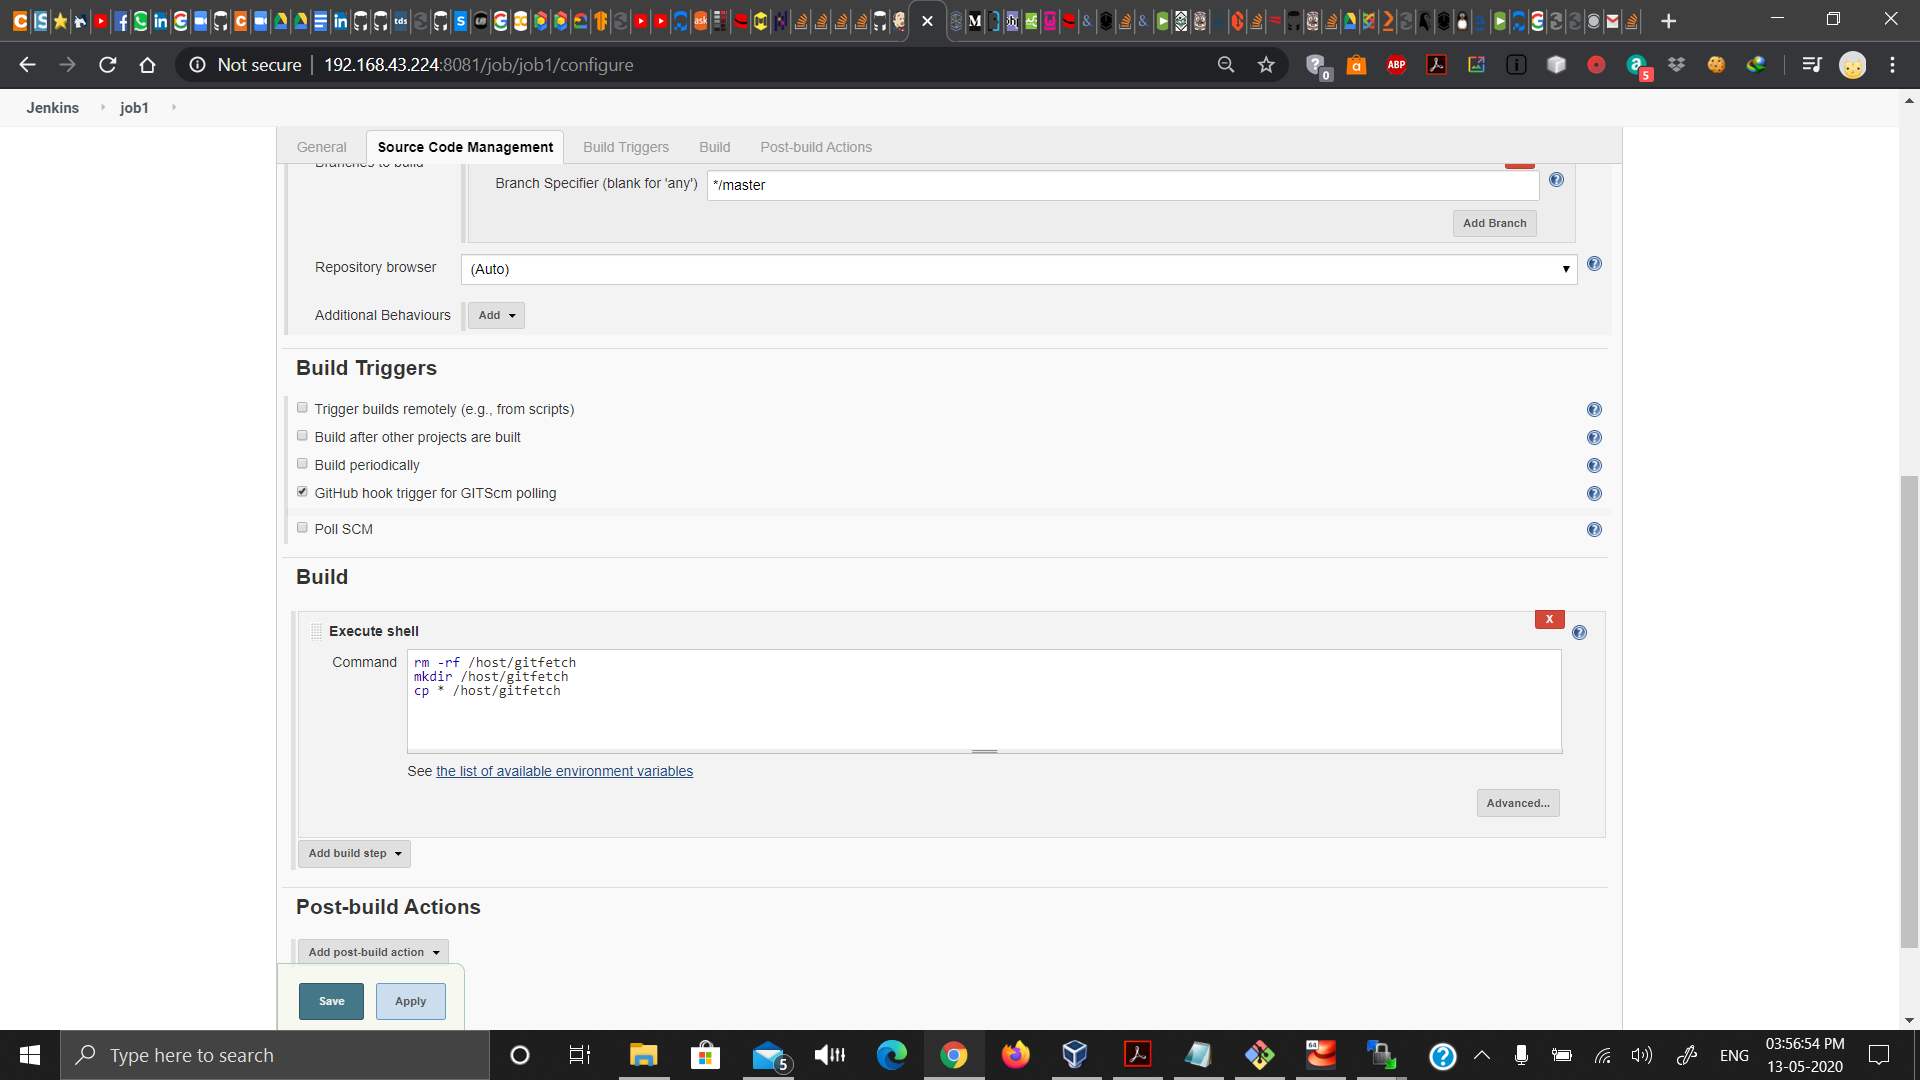 Not secure | 192.168.43.224:8081/job/job1/configure
ABP
0
5
Jenkins job1
General Source Code Management Build Triggers Build Post-build Actions
Branch Specifier (blank for 'any') */master
Add Branch
Repository browser (Auto)
Additional Behaviours Add
Build Triggers
Trigger builds remotely (e.g., from scripts)
Build after other projects are built
Build periodically
GitHub hook trigger for GITScm polling
Poll SCM
Build
X
Execute shell
Command
rm -rf /host/gitfetch
mkdir /host/gitfetch
cp * /host/gitfetch
See the list of available environment variables
Advanced...
Add build step
Post-build Actions
Add post-build action
Save Apply
Type here to search
5
64
ENG
03:56:54 PM
13-05-2020